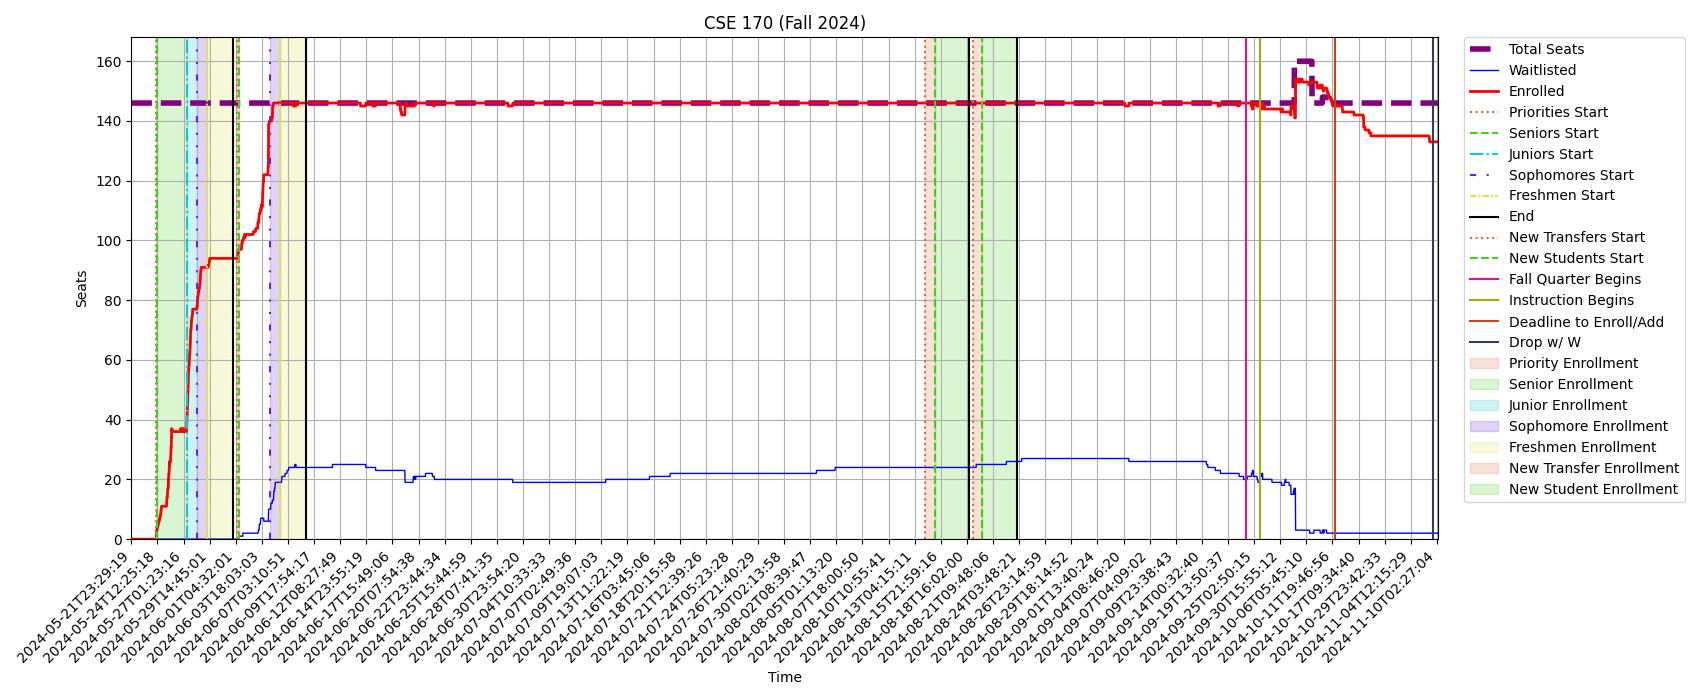 CSE 170 (Fall 2024)
Seats
160
140
120
100
80
60
40
20
0
2024-05-21T23:29:19
2024-05-24T12:25:18
2024-05-27T01:23:16
2024-05-29T14:45:01
2024-06-01T04:32:01
2024-06-03T18:03:03
2024-06-07T03:10:51
2024-06-09T17:54:17
2024-06-12T08:27:49
2024-06-14T23:55:19
2024-06-17T15:49:06
2024-06-20T07:54:38
2024-06-22T23:44:34
2024-06-25T15:44:59
2024-06-28T07:41:35
2024-06-30T23:54:20
2024-07-04T10:33:33
2024-07-07T02:49:36
2024-07-09T19:07:03
2024-07-13T11:22:19
2024-07-16T03:45:06
2024-07-18T20:15:58
2024-07-21T12:39:26
2024-07-24T05:23:28
2024-07-26T21:40:29
2024-07-30T02:13:58
2024-08-02T18:39:47
2024-08-05T01:13:20
2024-08-07T18:00:50
2024-08-10T10:55:41
2024-08-13T04:15:11
2024-08-15T21:59:16
2024-08-18T16:02:00
2024-08-21T09:48:06
2024-08-24T03:48:21
2024-08-26T23:14:59
2024-08-29T18:14:52
2024-09-01T13:40:24
2024-09-04T08:46:20
2024-09-07T04:09:02
2024-09-09T23:38:43
2024-09-14T00:32:40
2024-09-19T13:50:37
2024-09-25T02:50:15
2024-09-30T15:55:12
2024-10-06T05:45:10
2024-10-11T19:46:56
2024-10-17T09:34:40
2024-10-29T23:42:33
2024-11-04T12:15:29
2024-11-10T02:27:04
Time
Total Seats
Waitlisted
Enrolled
Priorities Start
Seniors Start
Juniors Start
Sophomores Start
Freshmen Start
End
New Transfers Start
New Students Start
Fall Quarter Begins
Instruction Begins
Deadline to Enroll/Add
Drop w/ W
Priority Enrollment
Senior Enrollment
Junior Enrollment
Sophomore Enrollment
Freshmen Enrollment
New Transfer Enrollment
New Student Enrollment